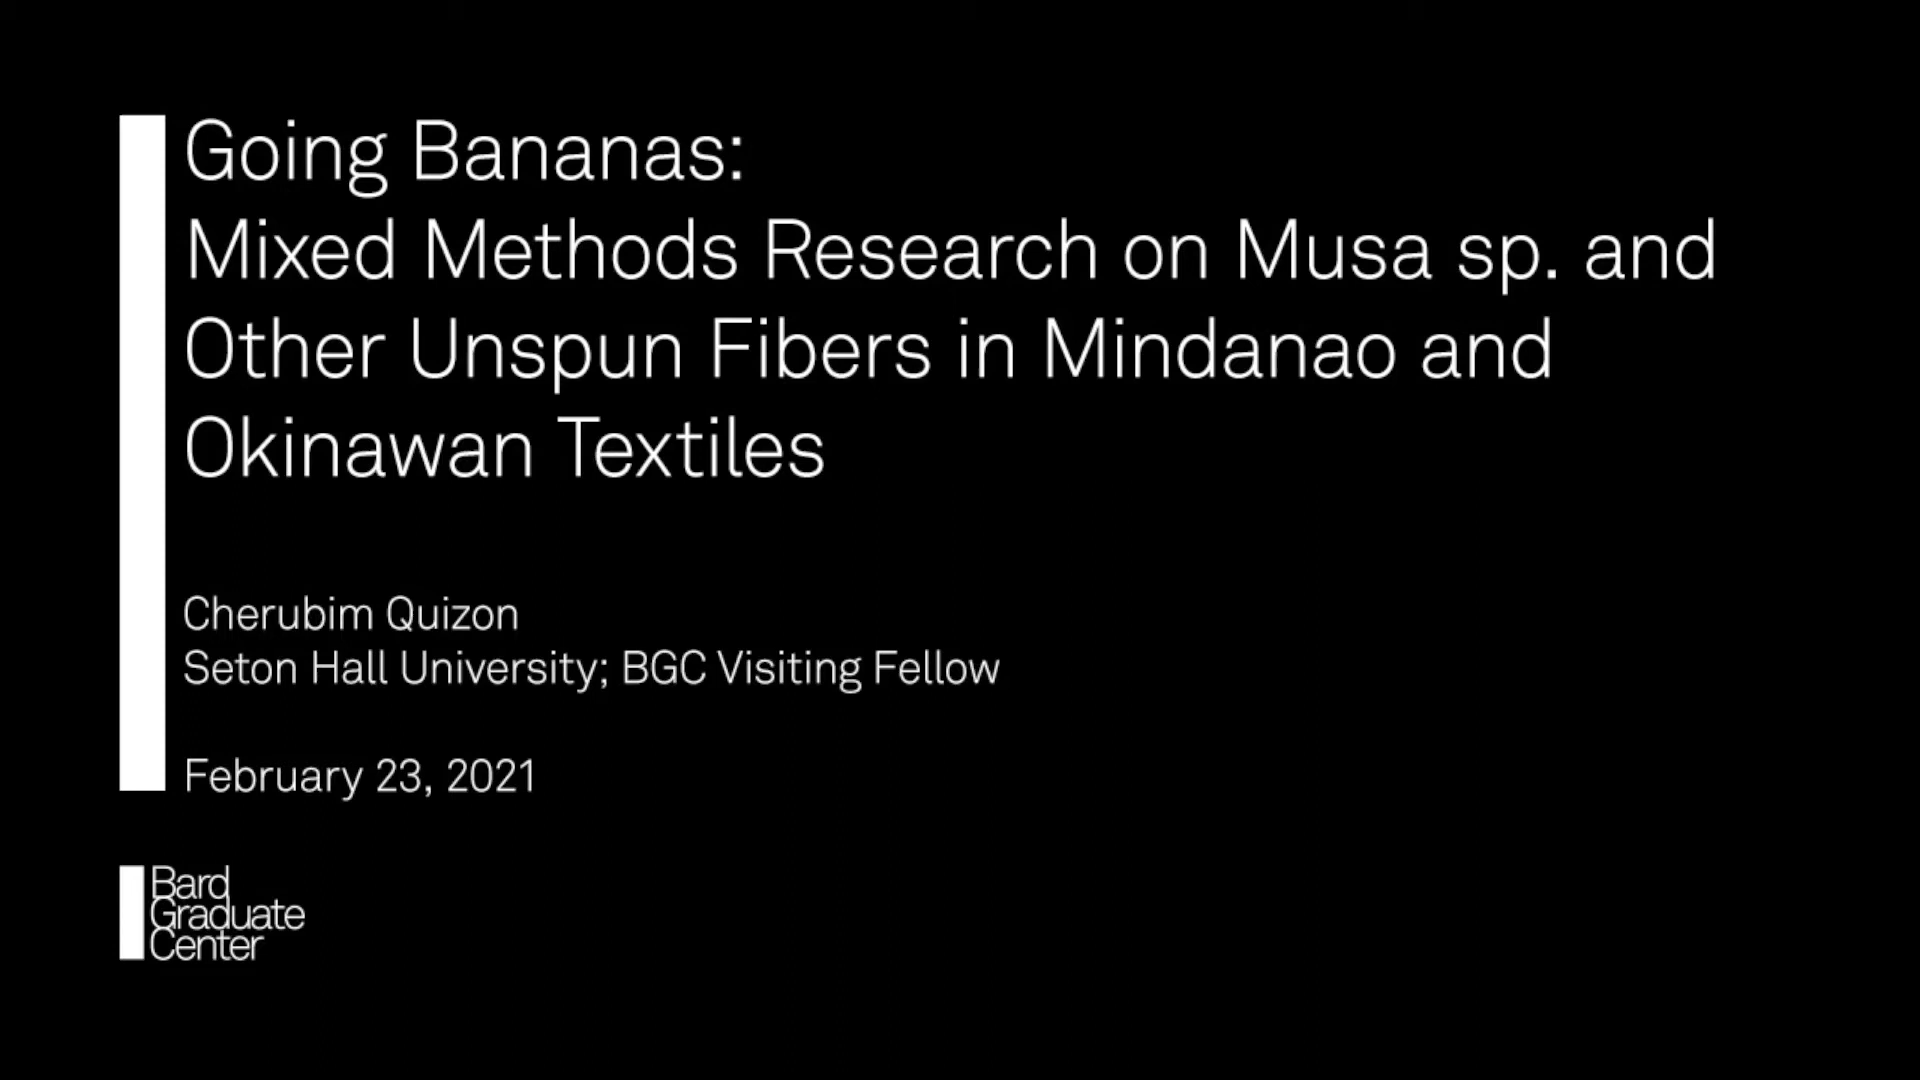 Going Bananas:
Mixed Methods Research on Musa sp. and
Other Unspun Fibers in Mindanao and
Okinawan Textiles
Cherubim Quizon
Seton Hall University; BGC Visiting Fellow
February 23, 2021
Bard
Graduate
Center